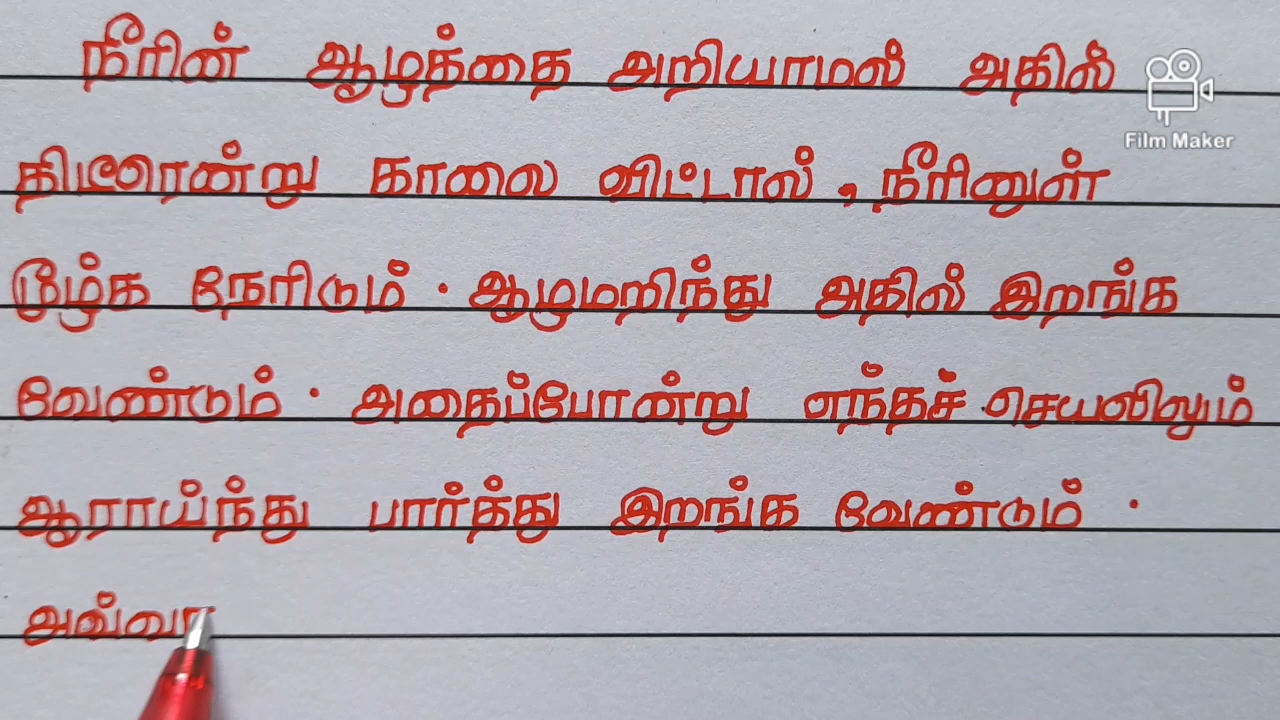 நீரின் ஆழத்தை அறியாமல் அதில்
Film Maker
திடீரென்று காலை விட்டால், நீரினுள்
மூழ்க நேரிடும். ஆழமறிந்து அதில் இறங்க
வேண்டும். அதைப்போன்று எந்தச் செயலிலும்
ஆராய்ந்து பார்த்து இறங்க வேண்டும்.
அவ்வா